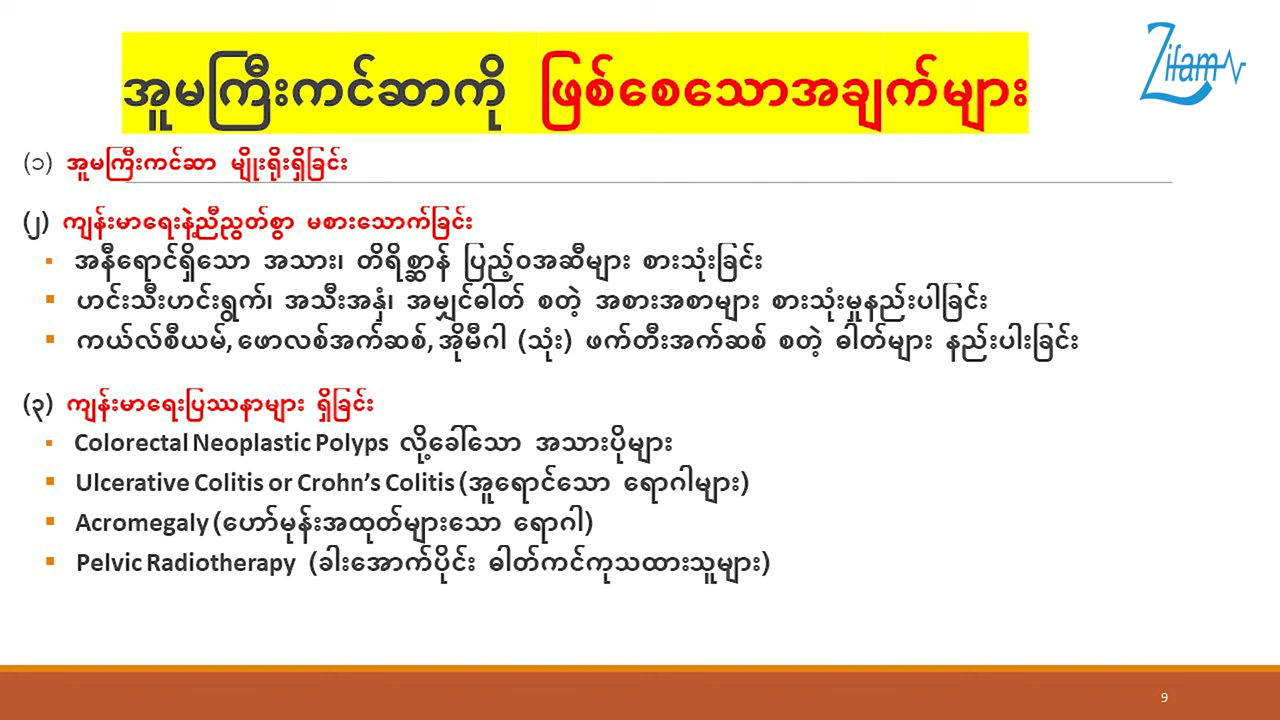 Zifam
အူမကြီးကင်ဆာကို ဖြစ်စေသောအချက်များ
(၁) အူမကြီးကင်ဆာ မျိုးရိုးရှိခြင်း
(၂) ကျန်းမာရေးနဲ့ညီညွတ်စွာ မစားသောက်ခြင်း
▪ အနီရောင်ရှိသော အသား၊ တိရိစ္ဆာန် ပြည့်ဝအဆီများ စားသုံးခြင်း
▪ ဟင်းသီးဟင်းရွက်၊ အသီးအနှံ၊ အမျှင်ဓါတ် စတဲ့ အစားအစာများ စားသုံးမှုနည်းပါခြင်း
▪ ကယ်လ်စီယမ်, ဖောလစ်အက်ဆစ်, အိုမီဂါ (သုံး) ဖက်တီးအက်ဆစ် စတဲ့ ဓါတ်များ နည်းပါးခြင်း
(၃) ကျန်းမာရေးပြဿနာများ ရှိခြင်း
▪ Colorectal Neoplastic Polyps လို့ခေါ်သော အသားပိုများ
▪ Ulcerative Colitis or Crohn’s Colitis (အူရောင်သော ရောဂါများ)
▪ Acromegaly (ဟော်မုန်းအထုတ်များသော ရောဂါ)
▪ Pelvic Radiotherapy (ခါးအောက်ပိုင်း ဓါတ်ကင်ကုသထားသူများ)
9